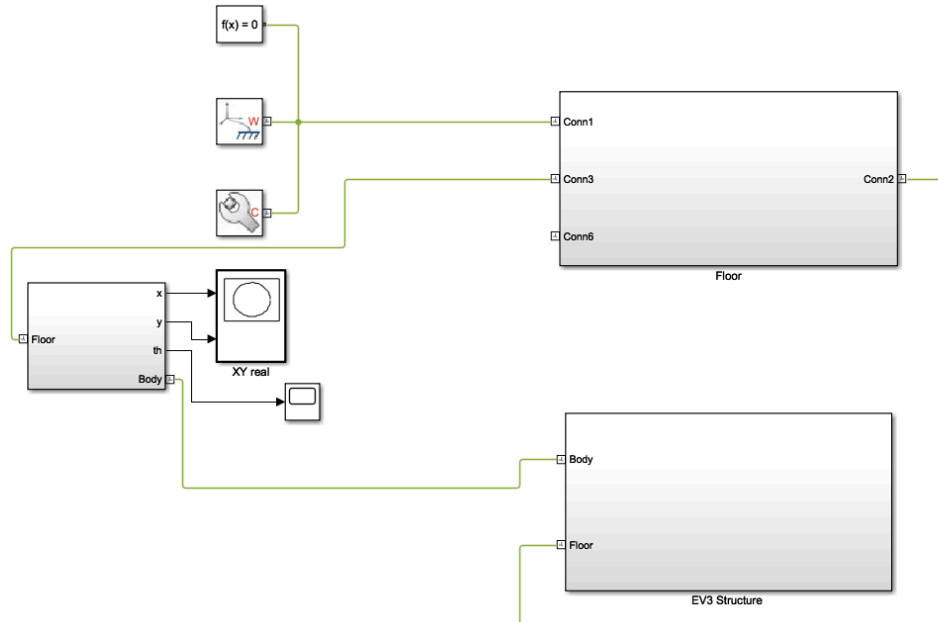 f(x) = 0
W
Conn1
Conn3
Conn2
C
Conn6
Floor
x
Floor
y
th
Body
XY real
Body
Floor
EV3 Structure